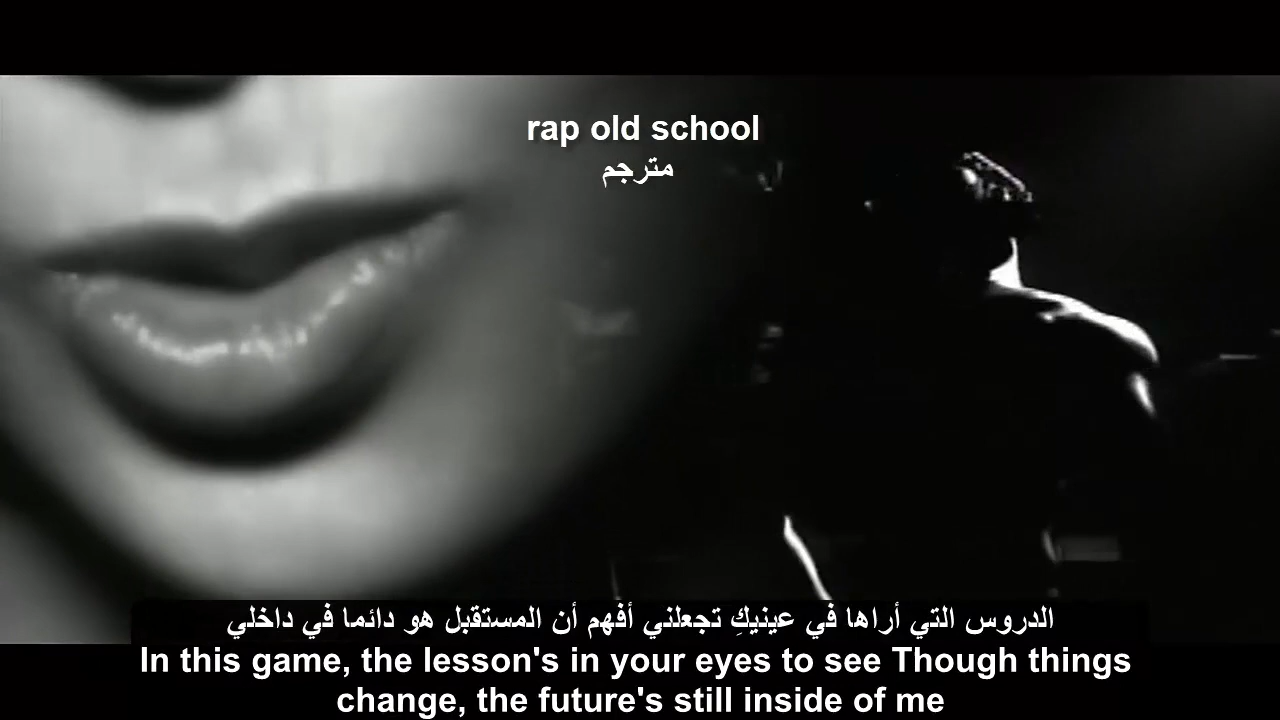 rap old school
مترجم
الدروس التي أراها في عينيكِ تجعلني أفهم أن المستقبل هو دائما في داخلي
In this game, the lesson's in your eyes to see Though things
change, the future's still inside of me